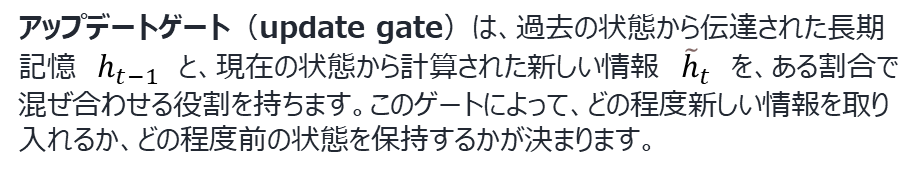 アップデートゲート（update gate）は、過去の状態から伝達された長期
記憶 h_{t−1} と、現在の状態から計算された新しい情報 h̃_t を、ある割合で
混ぜ合わせる役割を持ちます。このゲートによって、どの程度新しい情報を取り
入れるか、どの程度前の状態を保持するかが決まります。